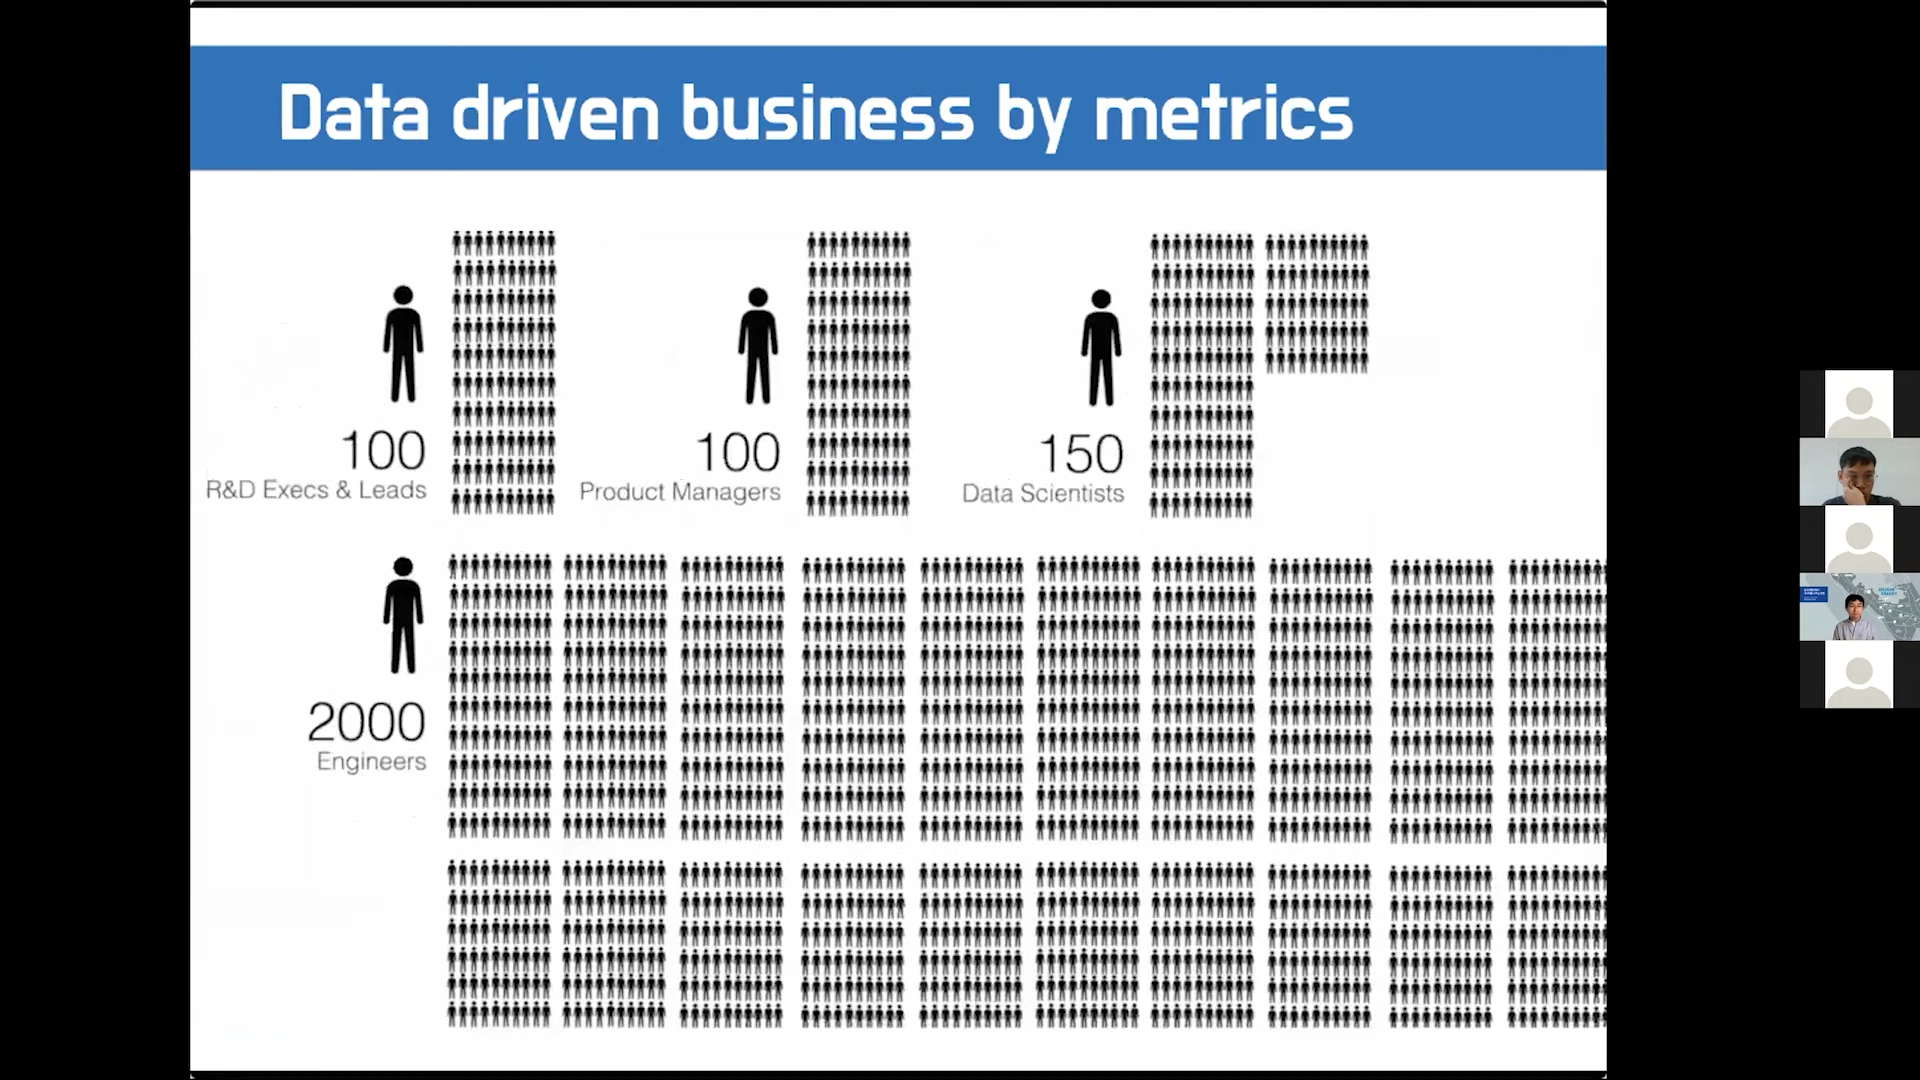 Data driven business by metrics
100
R&D Execs & Leads
100
Product Managers
150
Data Scientists
2000
Engineers